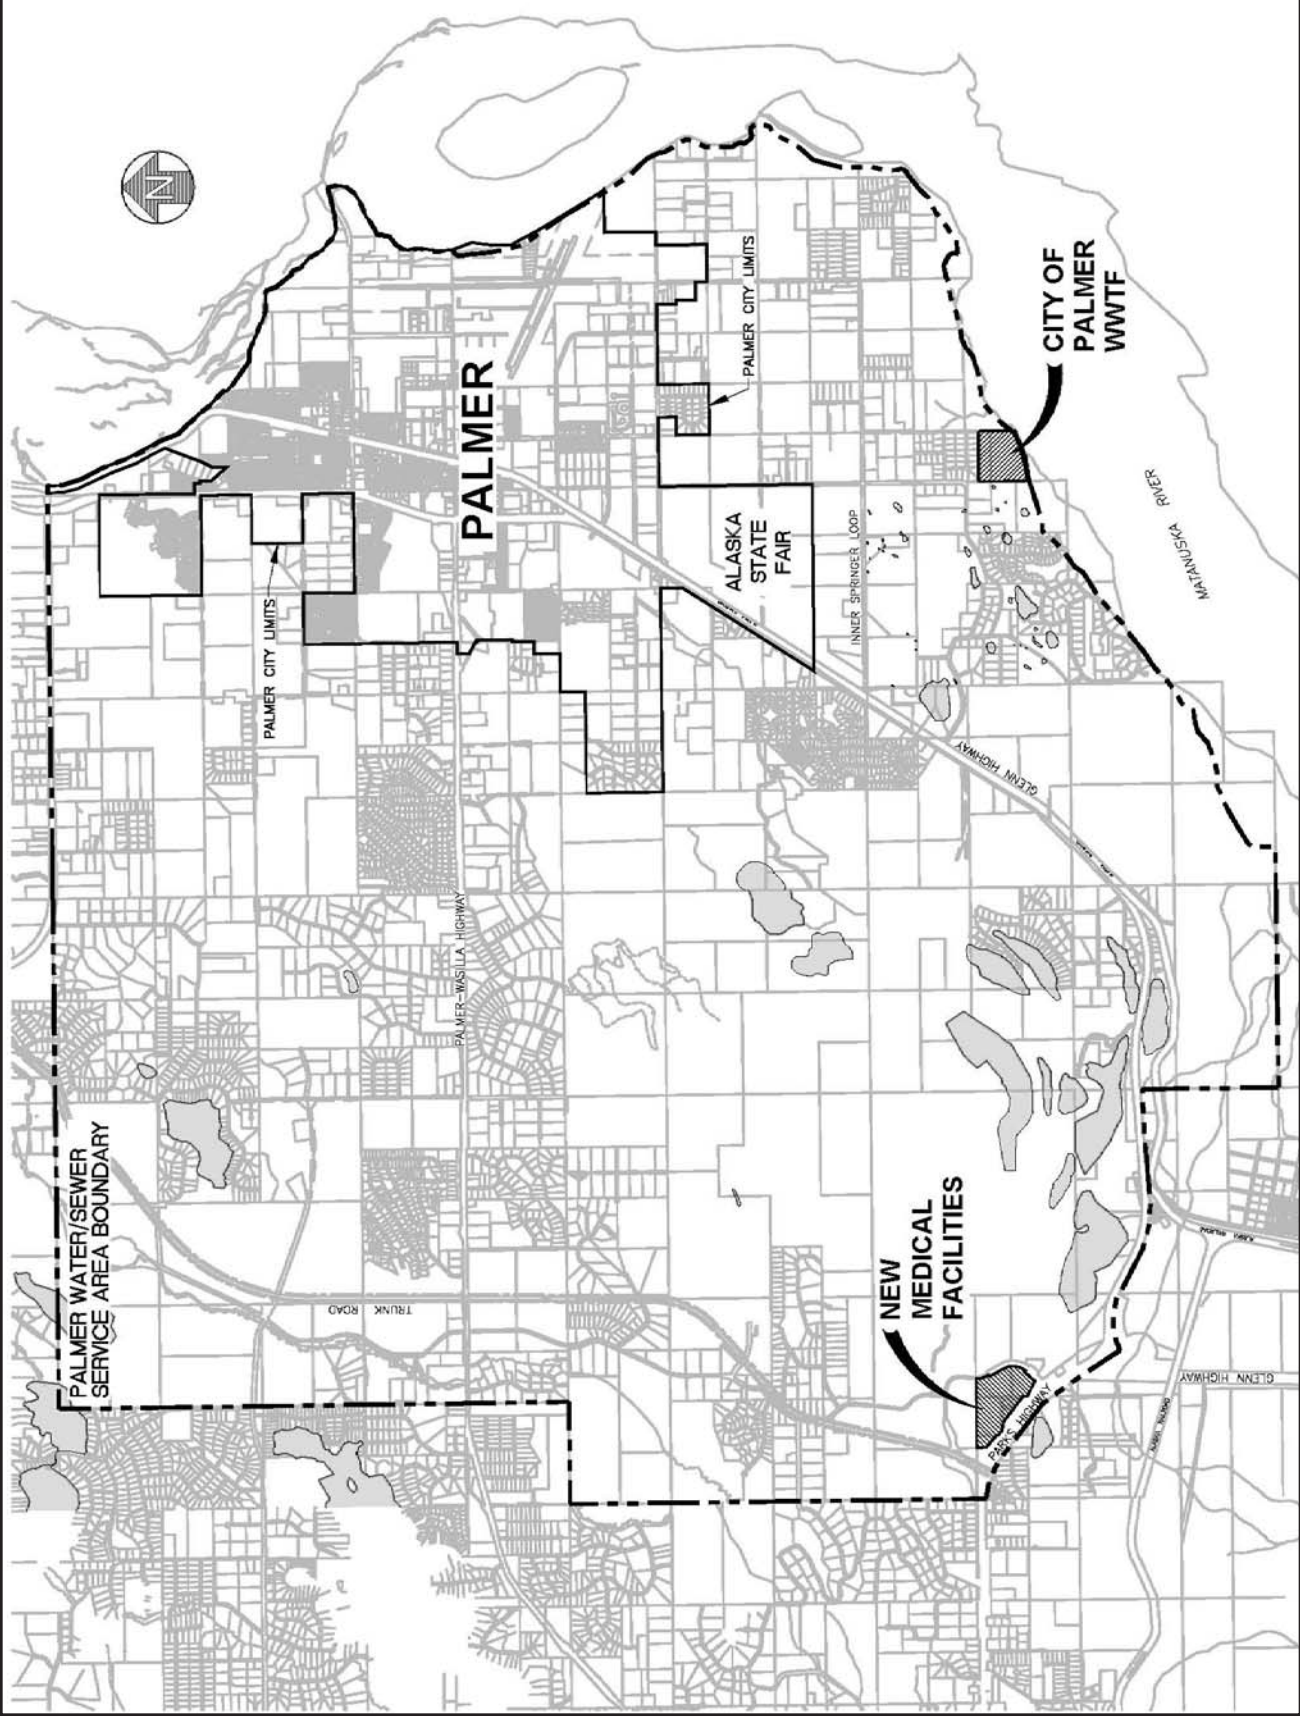 N
PALMER WATER/SEWER
SERVICE AREA BOUNDARY
TRUNK ROAD
PALMER-WASILLA HIGHWAY
PALMER CITY LIMITS
PALMER
ALASKA
STATE
FAIR
PALMER CITY LIMITS
INNER SPRINGER LOOP
GLENN HIGHWAY
NEW
MEDICAL
FACILITIES
PARKS HIGHWAY
GLENN HIGHWAY
CITY OF
PALMER
WWTF
MATANUSKA RIVER